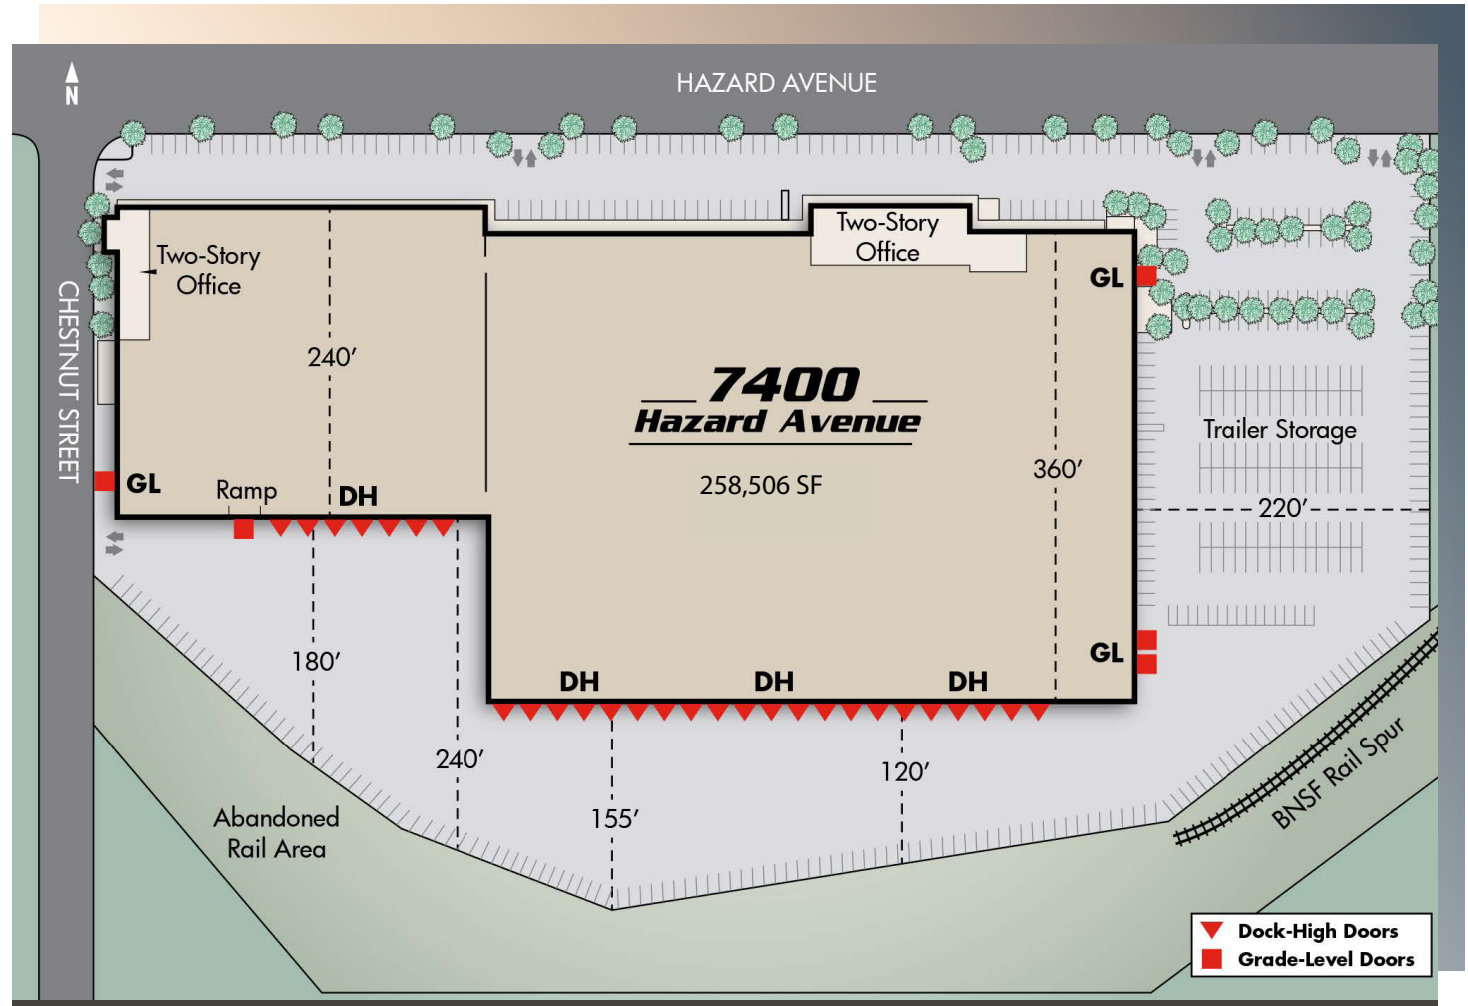 HAZARD AVENUE
N
CHESTNUT STREET
Two-Story
Office
Two-Story
Office
GL
240’
7400
Hazard Avenue
258,506 SF
360’
Trailer Storage
GL
Ramp
DH
220’
180’
GL
DH
DH
DH
240’
120’
155’
BNSF Rail Spur
Abandoned
Rail Area
Dock-High Doors
Grade-Level Doors